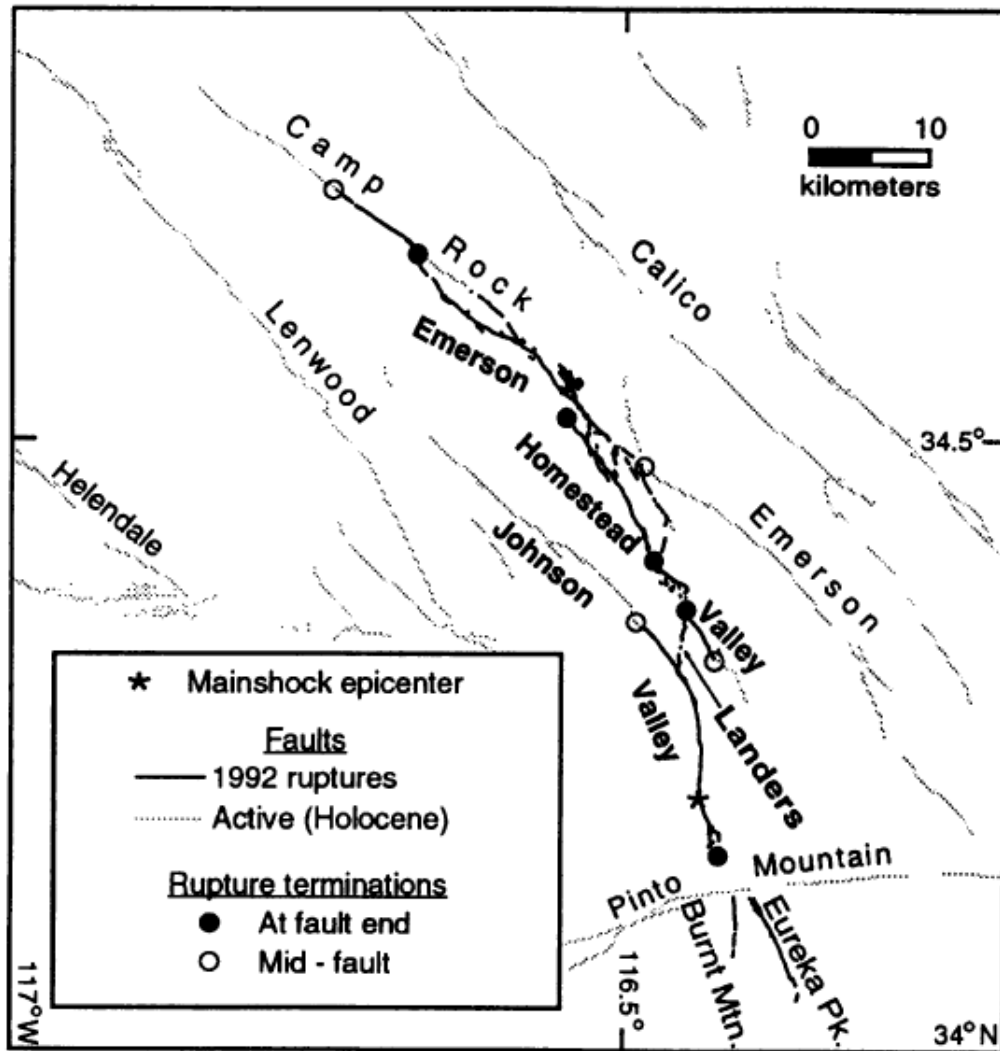 Camp Rock
0 10
kilometers
Calico
Lenwood
Emerson
34.5°
Helendale
Homestead
Valley
Emerson
Johnson
Valley
Landers
★ Mainshock epicenter
Faults
1992 ruptures
Active (Holocene)
Rupture terminations
At fault end
Mid - fault
Pinto Mountain
Burnt Mtn.
Eureka Pk.
117°W
116.5°
34°N